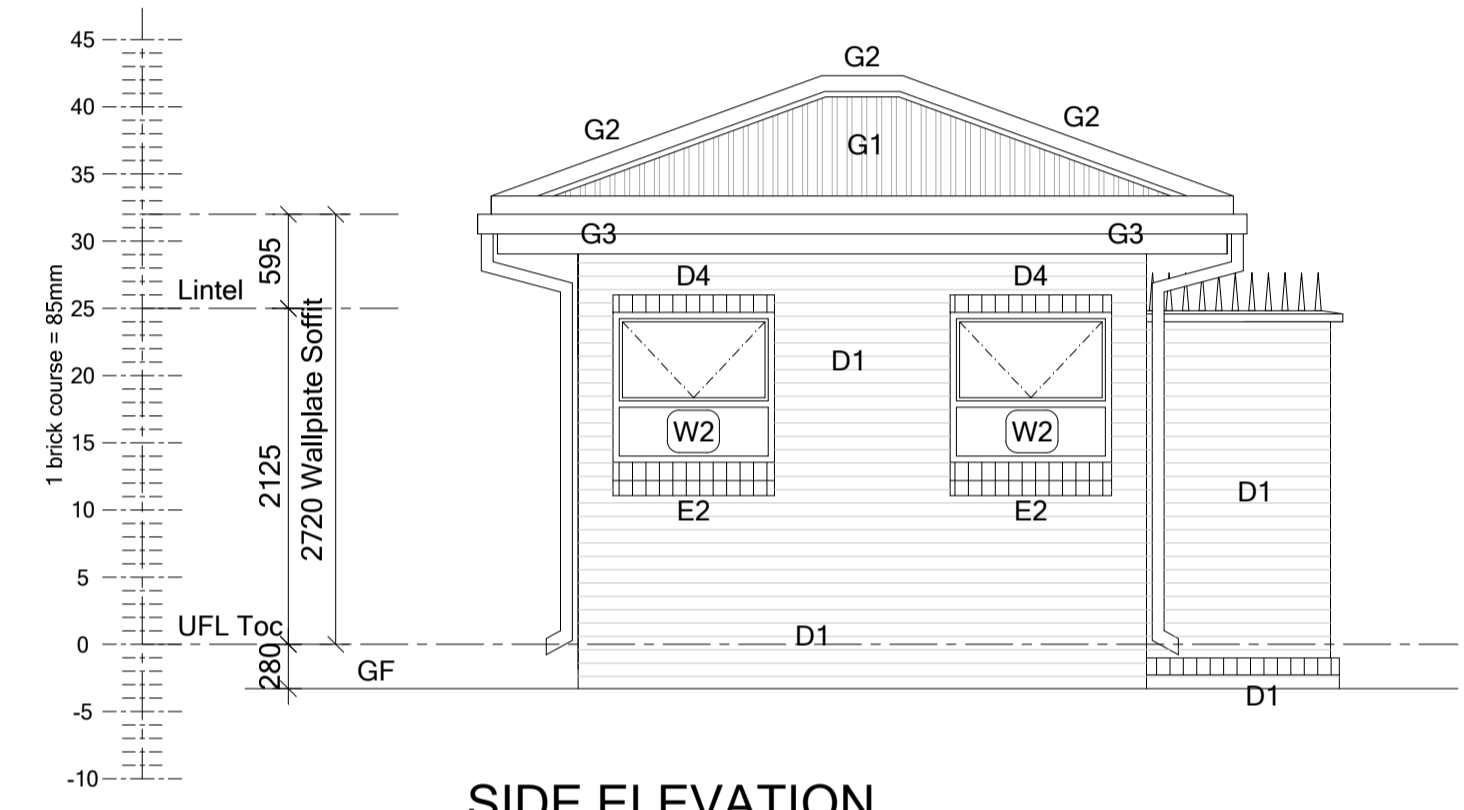 45
40
35
30
25
20
15
10
5
0
-5
-10
1 brick course = 85mm
595
Lintel
2125
2720 Wallplate Soffit
UFL Toc
280
GF
G2
G2
G2
G1
G3
G3
D4
D4
D1
W2
W2
E2
E2
D1
D1
D1
SIDE ELEVATION